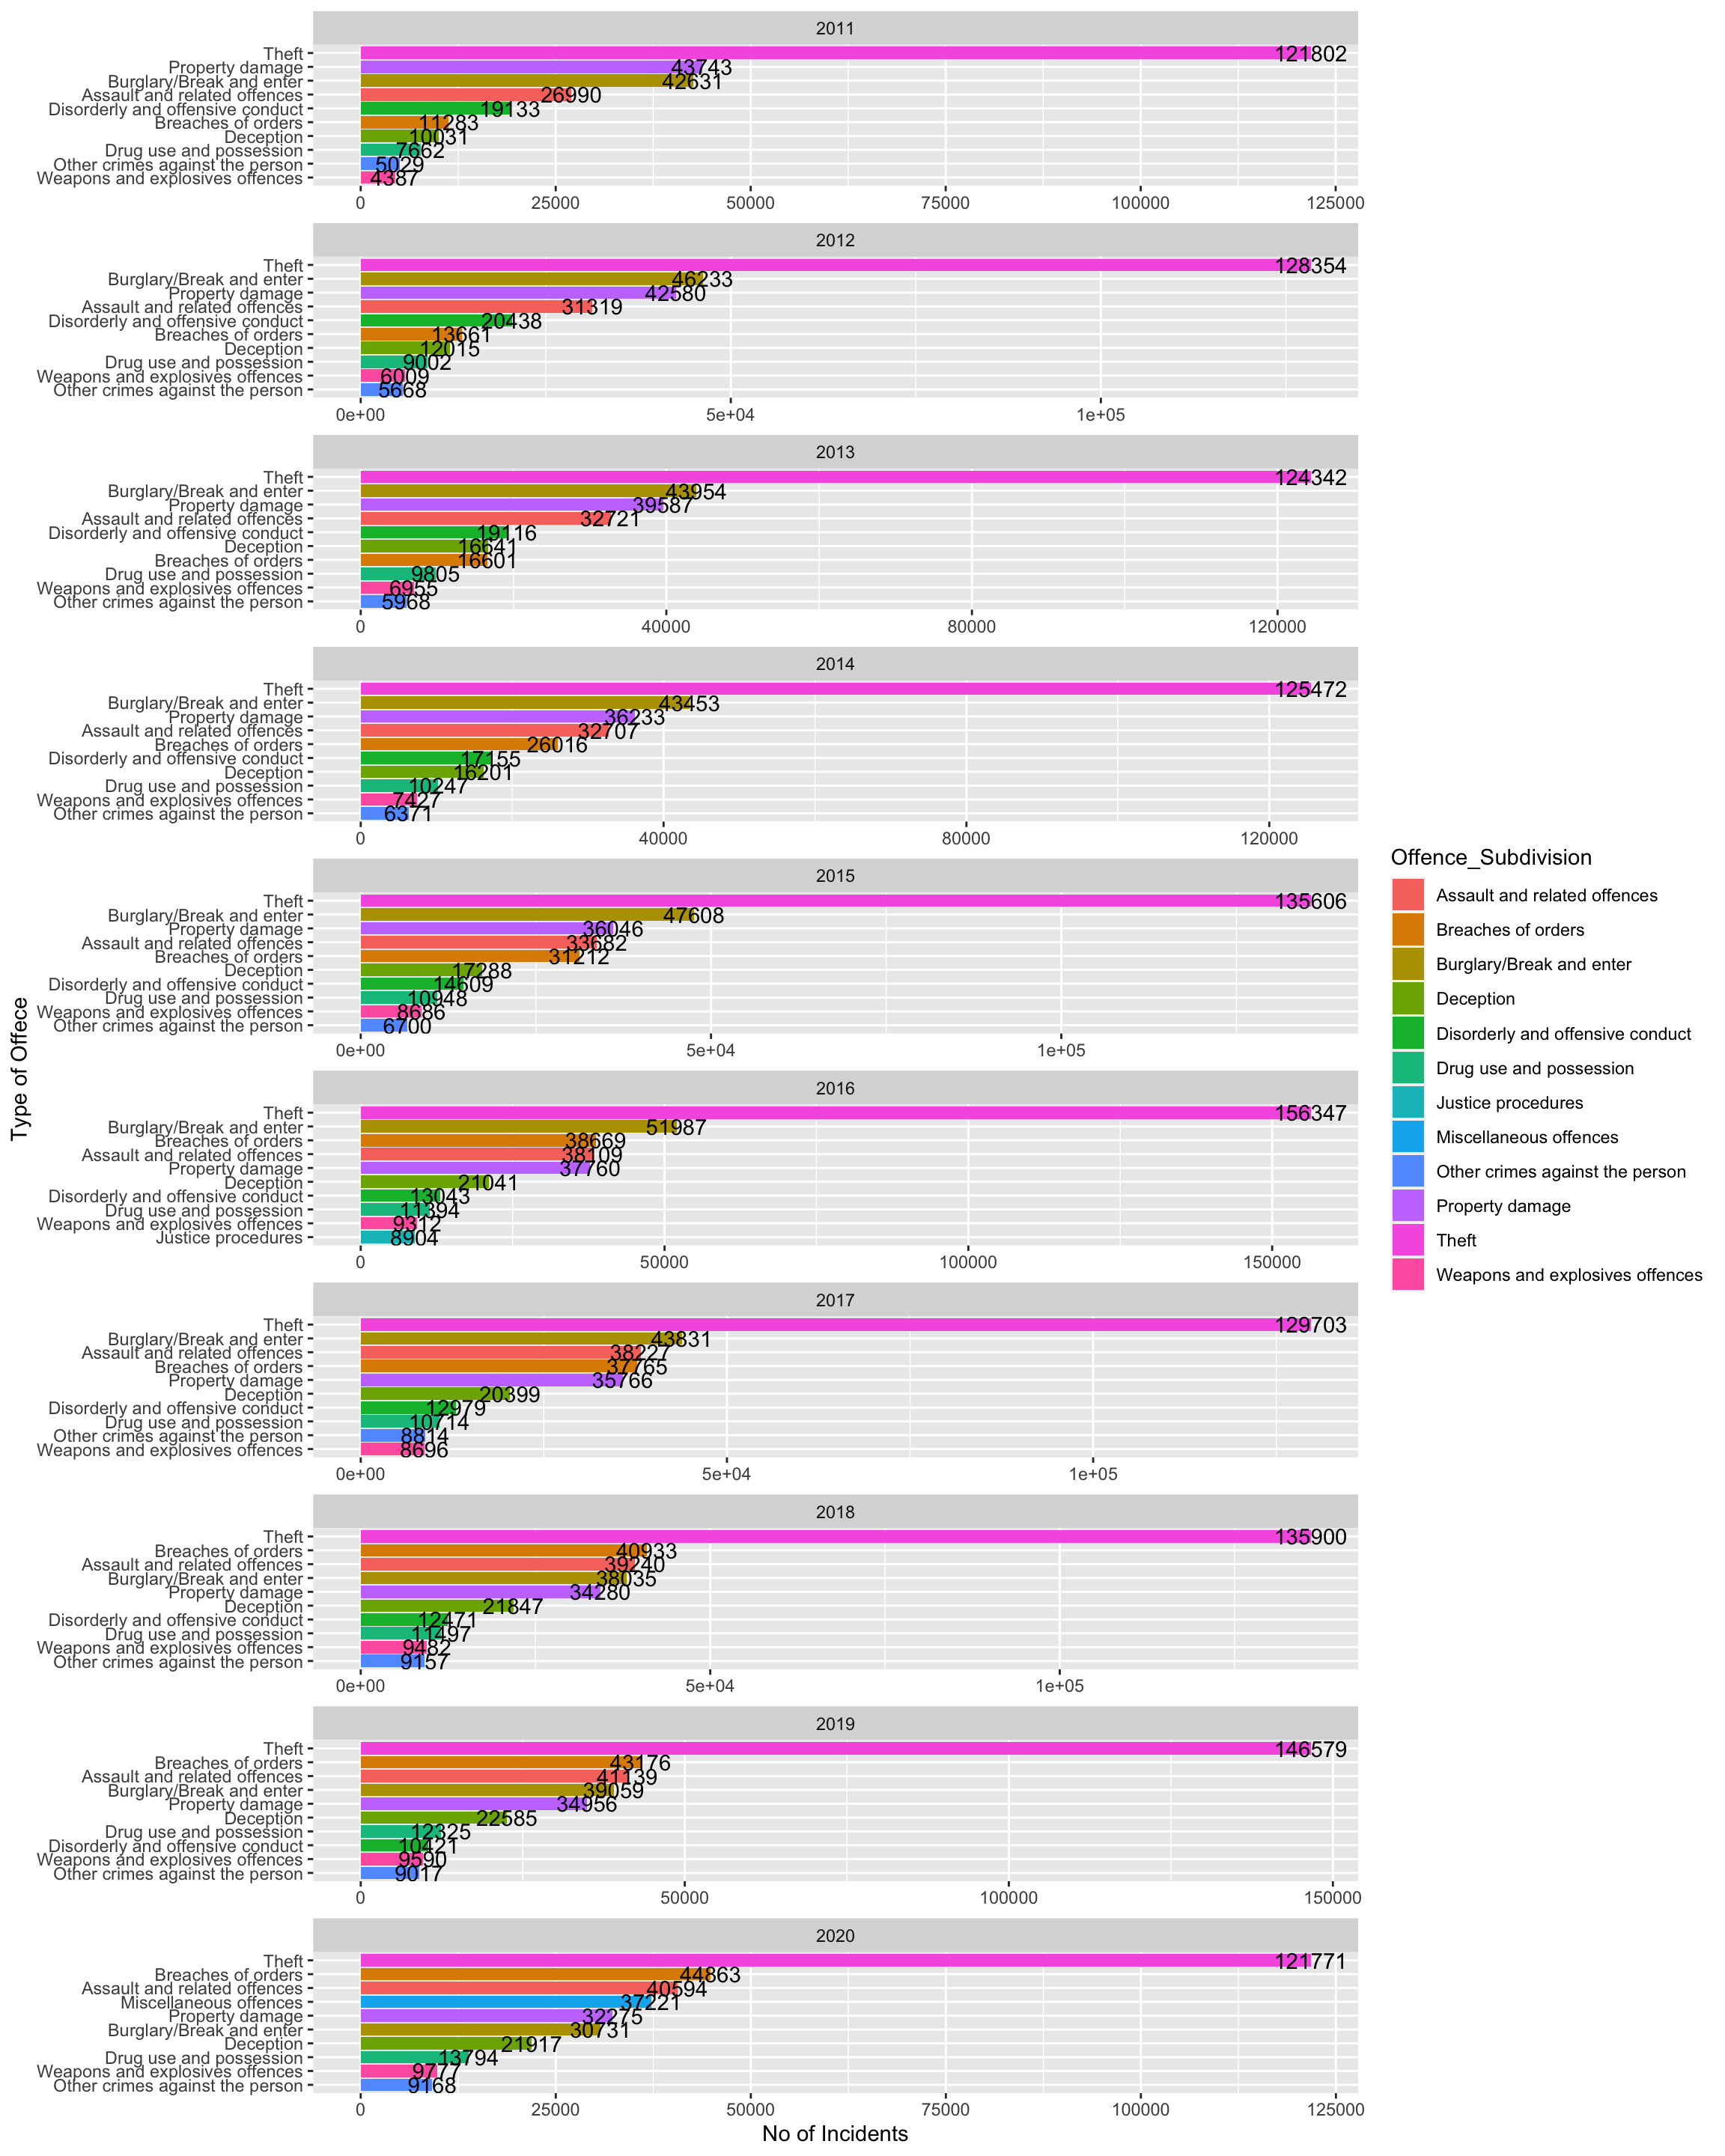 2011
Theft 121802
Property damage 43743
Burglary/Break and enter 42631
Assault and related offences 26990
Disorderly and offensive conduct 19133
Breaches of orders 11283
Deception 10031
Drug use and possession 7662
Other crimes against the person 5029
Weapons and explosives offences 4387
0 25000 50000 75000 100000 125000
2012
Theft 128354
Burglary/Break and enter 46233
Property damage 42580
Assault and related offences 31319
Disorderly and offensive conduct 20438
Breaches of orders 13661
Deception 12015
Drug use and possession 9002
Weapons and explosives offences 6009
Other crimes against the person 5668
0e+00 5e+04 1e+05
2013
Theft 124342
Burglary/Break and enter 43954
Property damage 39587
Assault and related offences 32721
Disorderly and offensive conduct 19116
Deception 16641
Breaches of orders 16601
Drug use and possession 9805
Weapons and explosives offences 6955
Other crimes against the person 5968
0 40000 80000 120000
2014
Theft 125472
Burglary/Break and enter 43453
Property damage 36233
Assault and related offences 32707
Breaches of orders 26016
Disorderly and offensive conduct 17155
Deception 16201
Drug use and possession 10247
Weapons and explosives offences 7427
Other crimes against the person 6371
0 40000 80000 120000
2015
Theft 135606
Burglary/Break and enter 47608
Property damage 36046
Assault and related offences 33682
Breaches of orders 31212
Deception 17288
Disorderly and offensive conduct 14609
Drug use and possession 10948
Weapons and explosives offences 8686
Other crimes against the person 6700
0e+00 5e+04 1e+05
2016
Theft 156347
Burglary/Break and enter 51987
Breaches of orders 38669
Assault and related offences 38109
Property damage 37760
Deception 21041
Disorderly and offensive conduct 13043
Drug use and possession 11394
Weapons and explosives offences 9312
Justice procedures 8904
0 50000 100000 150000
2017
Theft 129703
Burglary/Break and enter 43831
Assault and related offences 38227
Breaches of orders 37765
Property damage 35766
Deception 20399
Disorderly and offensive conduct 12979
Drug use and possession 10714
Other crimes against the person 8814
Weapons and explosives offences 8696
0e+00 5e+04 1e+05
2018
Theft 135900
Breaches of orders 40933
Assault and related offences 39240
Burglary/Break and enter 38035
Property damage 34280
Deception 21847
Disorderly and offensive conduct 12471
Drug use and possession 11497
Weapons and explosives offences 9482
Other crimes against the person 9157
0e+00 5e+04 1e+05
2019
Theft 146579
Breaches of orders 43176
Assault and related offences 41139
Burglary/Break and enter 39059
Property damage 34956
Deception 22585
Drug use and possession 12325
Disorderly and offensive conduct 10421
Weapons and explosives offences 9590
Other crimes against the person 9017
0 50000 100000 150000
2020
Theft 121771
Breaches of orders 44863
Assault and related offences 40594
Miscellaneous offences 37221
Property damage 32275
Burglary/Break and enter 30731
Deception 21917
Drug use and possession 13794
Weapons and explosives offences 9777
Other crimes against the person 9168
0 25000 50000 75000 100000 125000
No of Incidents
Type of Offece
Offence_Subdivision
Assault and related offences
Breaches of orders
Burglary/Break and enter
Deception
Disorderly and offensive conduct
Drug use and possession
Justice procedures
Miscellaneous offences
Other crimes against the person
Property damage
Theft
Weapons and explosives offences